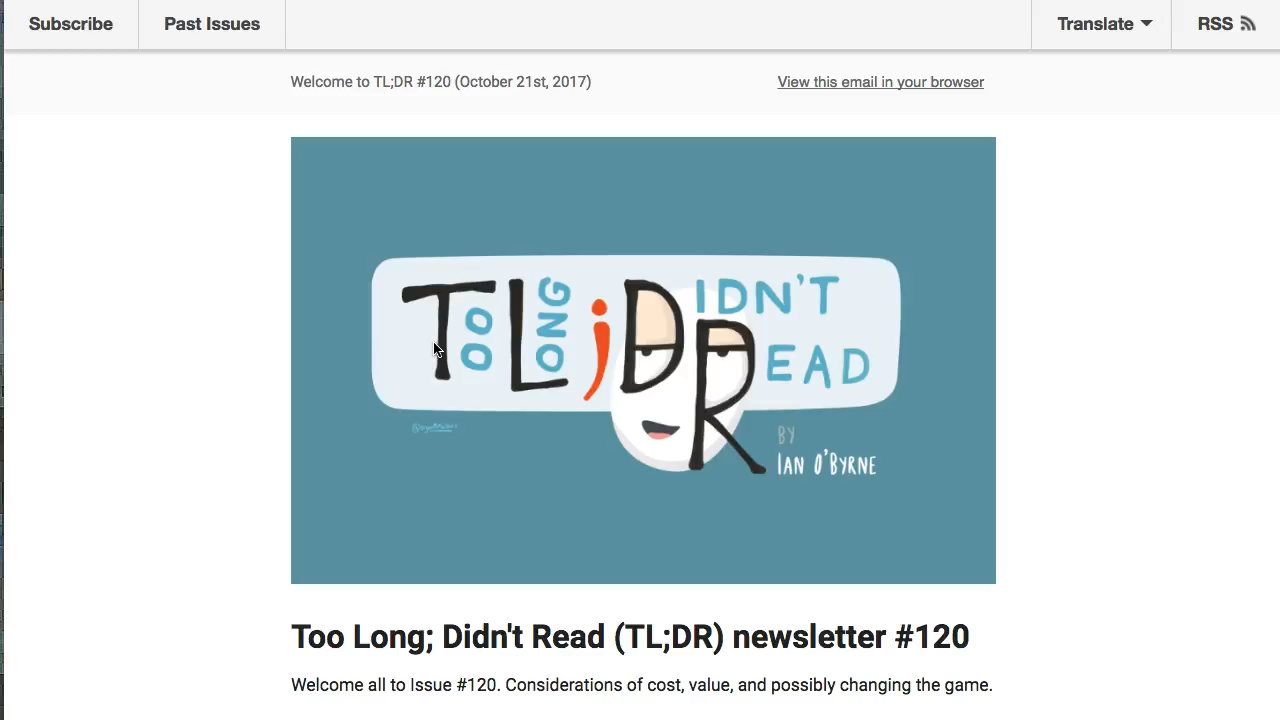 Subscribe
Past Issues
Translate
RSS
Welcome to TL;DR #120 (October 21st, 2017)
View this email in your browser
TOO LONG; DIDN'T
READ
BY
IAN O'BYRNE
Too Long; Didn't Read (TL;DR) newsletter #120
Welcome all to Issue #120. Considerations of cost, value, and possibly changing the game.